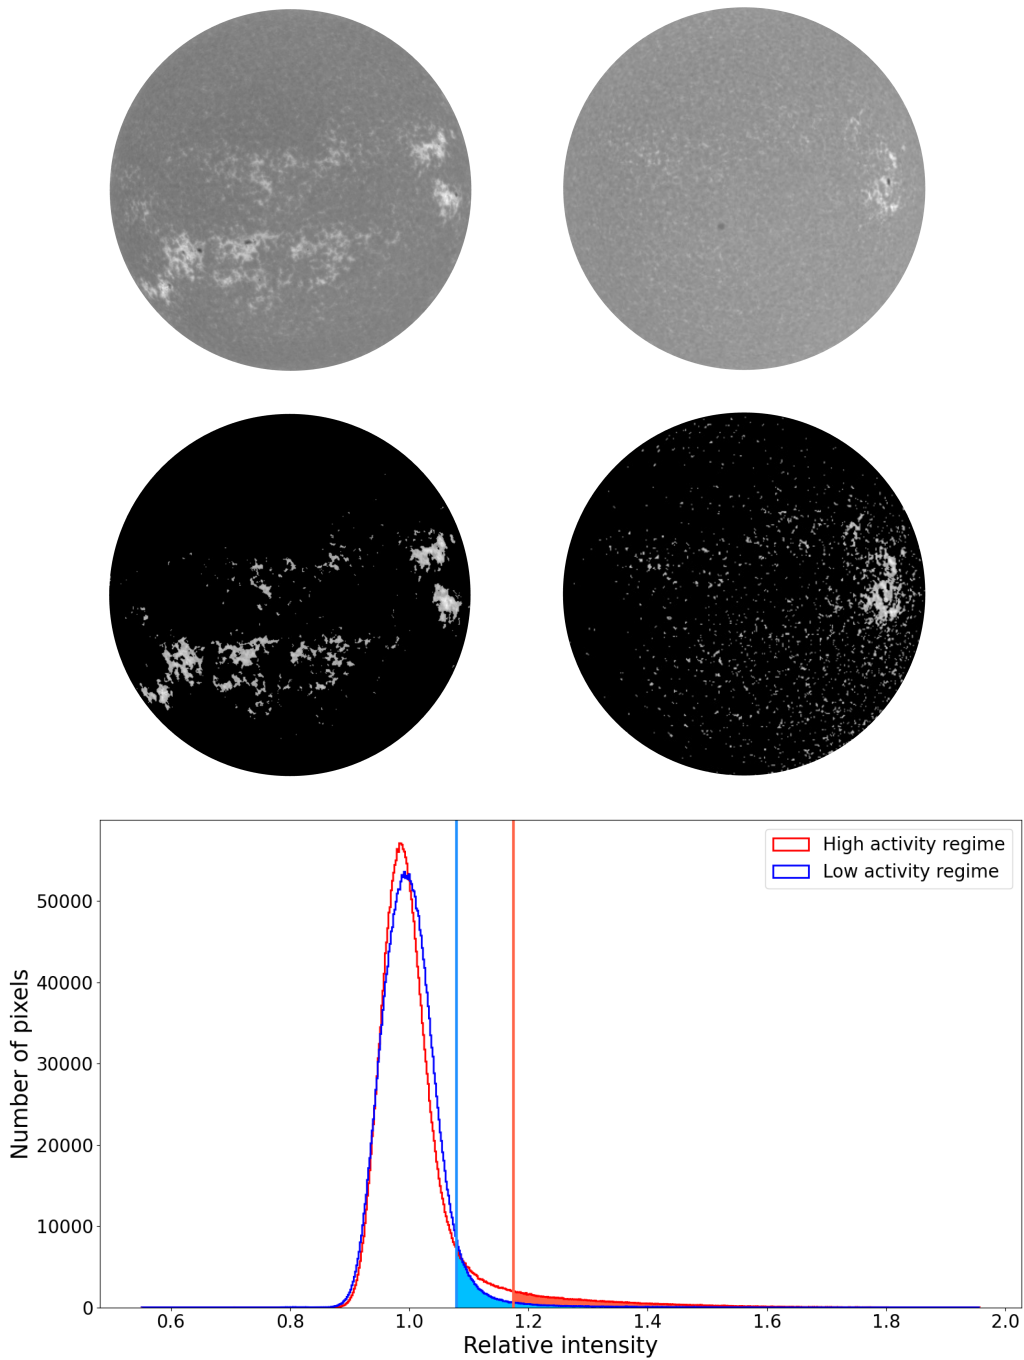 High activity regime
Low activity regime
50000
40000
30000
20000
10000
0
Number of pixels
0.6 0.8 1.0 1.2 1.4 1.6 1.8 2.0
Relative intensity